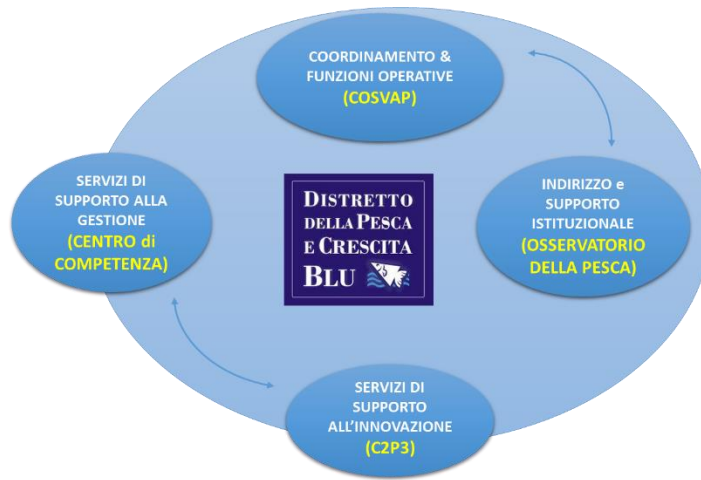 COORDINAMENTO &
FUNZIONI OPERATIVE
(COSVAP)
SERVIZI DI
SUPPORTO ALLA
GESTIONE
(CENTRO di
COMPETENZA)
DISTRETTO
DELLA PESCA
E CRESCITA
BLU
INDIRIZZO e
SUPPORTO
ISTITUZIONALE
(OSSERVATORIO
DELLA PESCA)
SERVIZI DI
SUPPORTO
ALL'INNOVAZIONE
(C2P3)